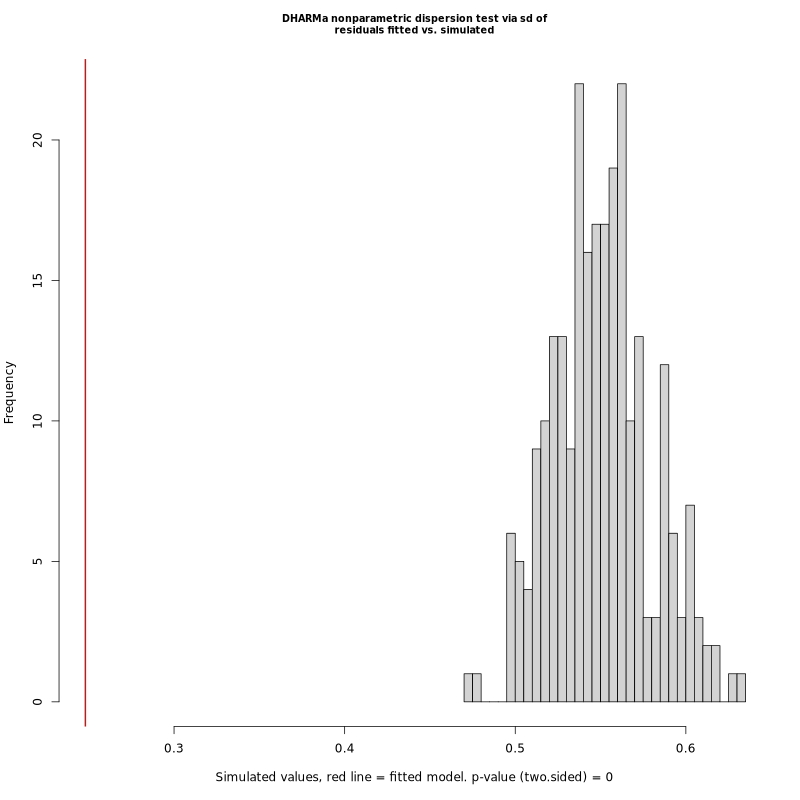 DHARMa nonparametric dispersion test via sd of
residuals fitted vs. simulated
Frequency
20
15
10
5
0
0.3 0.4 0.5 0.6
Simulated values, red line = fitted model. p-value (two.sided) = 0